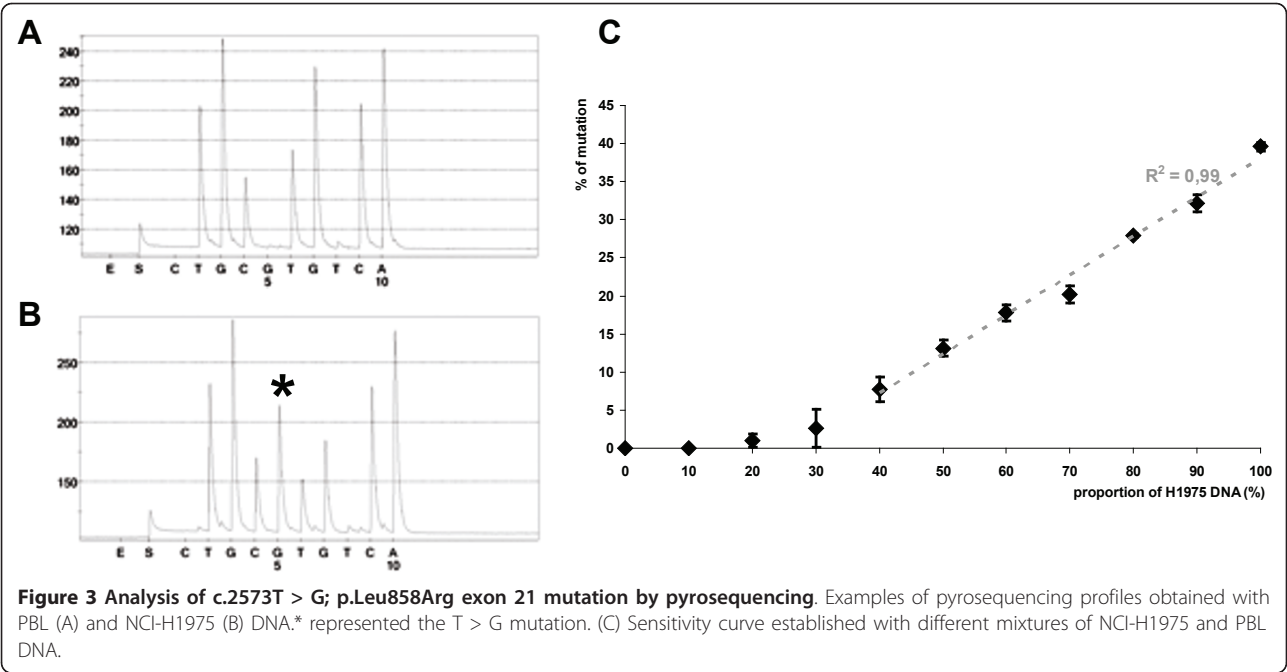 A
240
220
200
180
160
140
120
E S C T G C G T G T C A
5 10
B
*
250
200
150
E S C T G C G T G T C A
5 10
C
% of mutation
45
40
35
30
25
20
15
10
5
0
R² = 0,99
0 10 20 30 40 50 60 70 80 90 100
proportion of H1975 DNA (%)
Figure 3 Analysis of c.2573T > G; p.Leu858Arg exon 21 mutation by pyrosequencing. Examples of pyrosequencing profiles obtained with
PBL (A) and NCI-H1975 (B) DNA.* represented the T > G mutation. (C) Sensitivity curve established with different mixtures of NCI-H1975 and PBL
DNA.